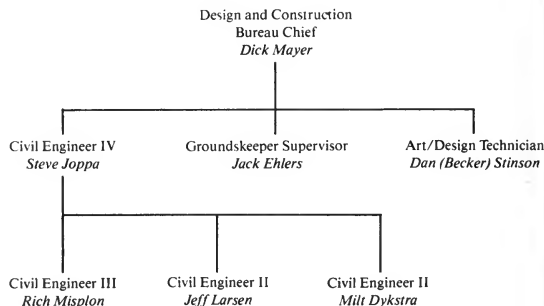 Design and Construction
Bureau Chief
Dick Mayer
Civil Engineer IV
Steve Joppa
Groundskeeper Supervisor
Jack Ehlers
Art/Design Technician
Dan (Becker) Stinson
Civil Engineer III
Rich Misplon
Civil Engineer II
Jeff Larsen
Civil Engineer II
Milt Dykstra